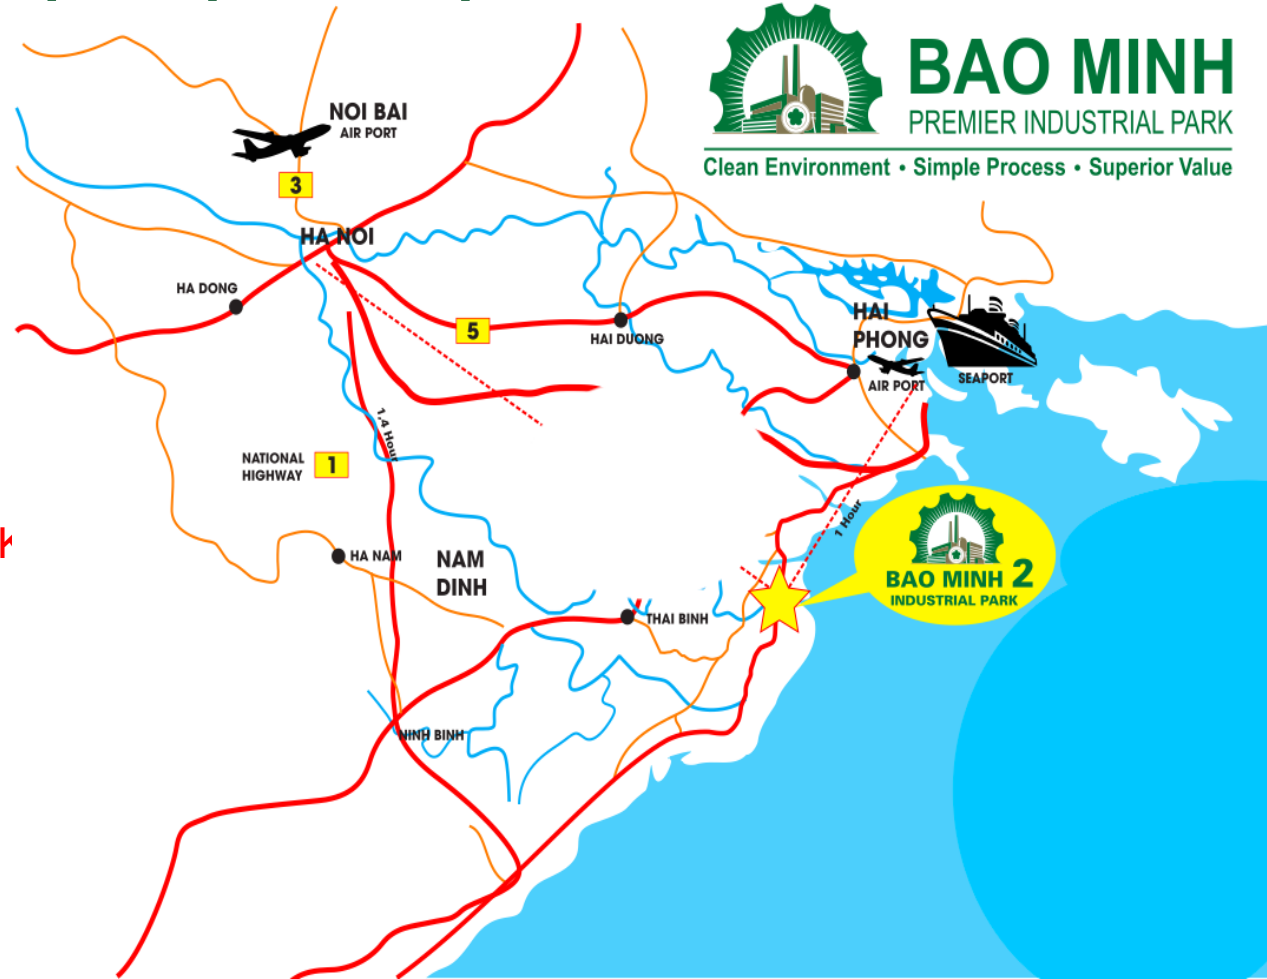 BAO MINH
PREMIER INDUSTRIAL PARK
Clean Environment • Simple Process • Superior Value
NOI BAI
AIR PORT
3
HA NOI
HA DONG
5
HAI DUONG
HAI
PHONG
AIR PORT
SEAPORT
1,4 Hour
NATIONAL
HIGHWAY
1
1 Hour
HA NAM
NAM
DINH
BAO MINH 2
INDUSTRIAL PARK
THAI BINH
NINH BINH